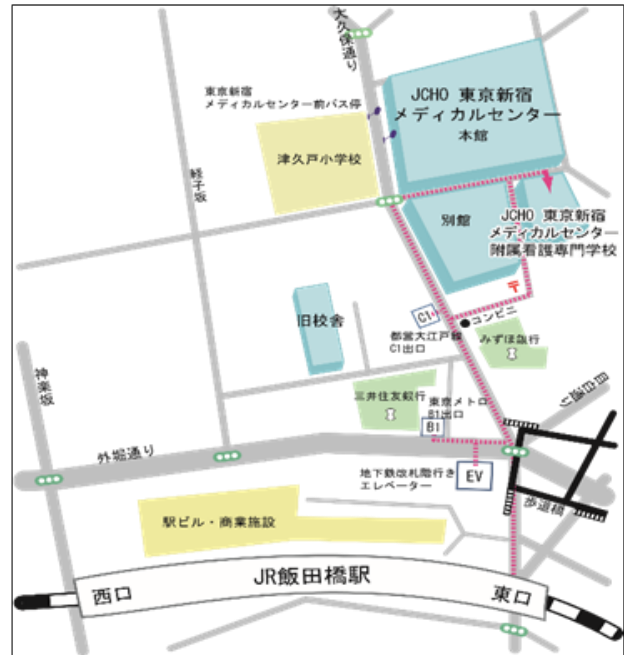 大久保通り
東京新宿
メディカルセンター前バス停
JCHO 東京新宿
メディカルセンター
本館
津久戸小学校
軽子坂
別館
JCHO 東京新宿
メディカルセンター
附属看護専門学校
〒
C1
コンビニ
旧校舎
都営大江戸線
C1出口
みずほ銀行
神楽坂
三井住友銀行
東京メトロ
B1出口
B1
目白通り
外堀通り
地下鉄改札階行き
エレベーター
EV
歩道橋
駅ビル・商業施設
JR飯田橋駅
西口
東口